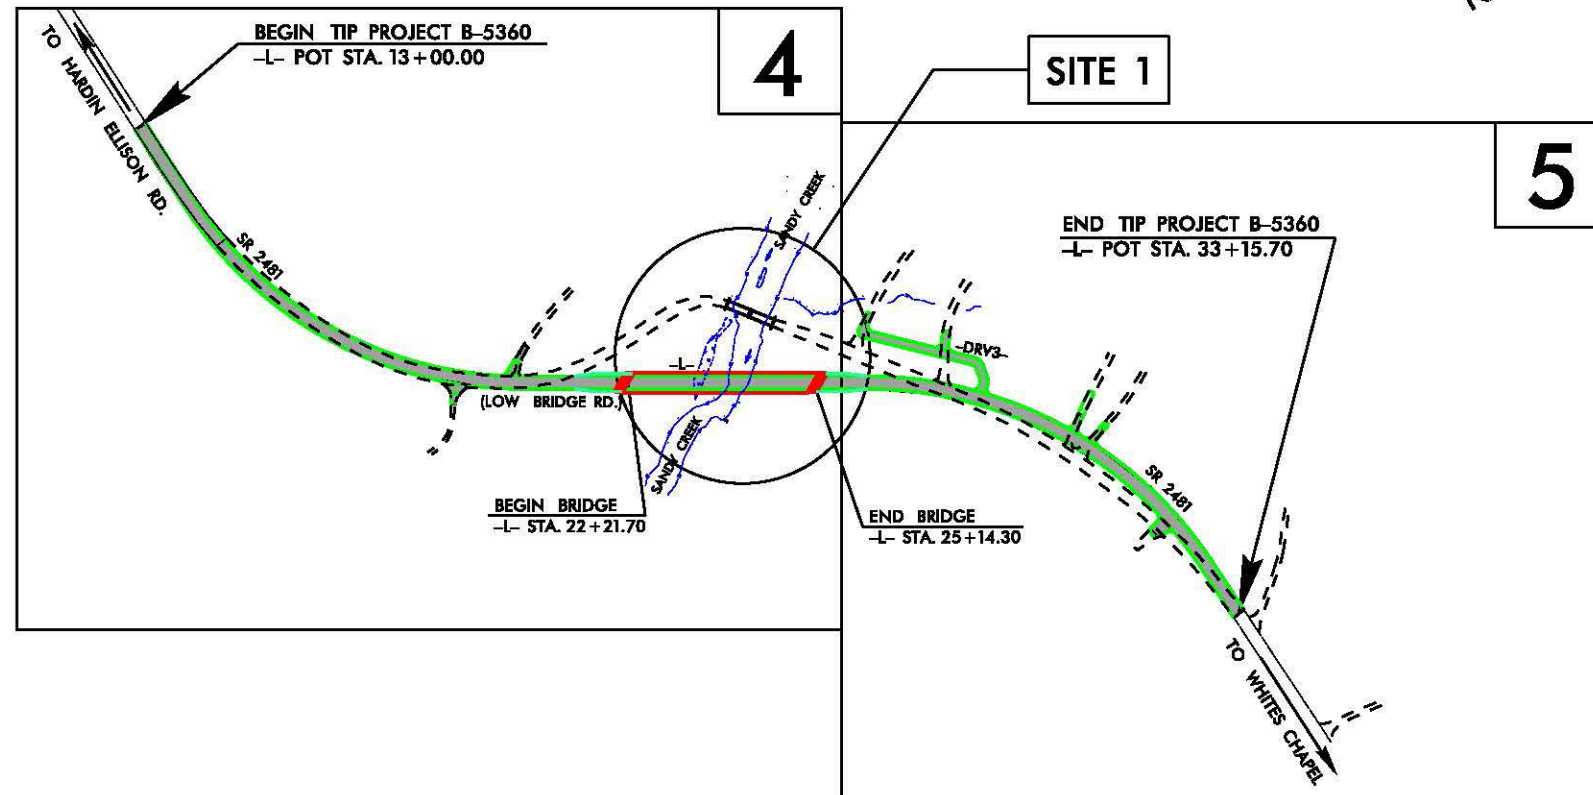 BEGIN TIP PROJECT B-5360
-L- POT STA. 13+00.00
4
SITE 1
5
TO HARDIN ELLISON RD.
SR 2481
SANDY CREEK
END TIP PROJECT B-5360
-L- POT STA. 33+15.70
-DRV3-
-L-
(LOW BRIDGE RD.)
SANDY CREEK
BEGIN BRIDGE
-L- STA. 22+21.70
END BRIDGE
-L- STA. 25+14.30
SR 2481
TO WHITES CHAPEL